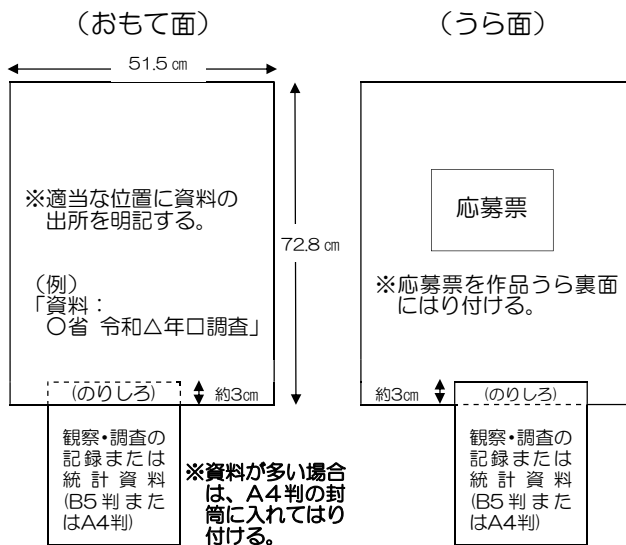 （おもて面）
51.5 ㎝
※適当な位置に資料の
出所を明記する。
（例）
「資料：
〇省 令和△年□調査」
72.8 ㎝
(のりしろ)
約3㎝
観察・調査の
記録または
統計資料
(B5判また
はA4判)
※資料が多い場合
は、A4判の封
筒に入れてはり
付ける。
（うら面）
応募票
※応募票を作品うら裏面
にはり付ける。
約3㎝
(のりしろ)
観察・調査の
記録または
統計資料
(B5判また
はA4判)